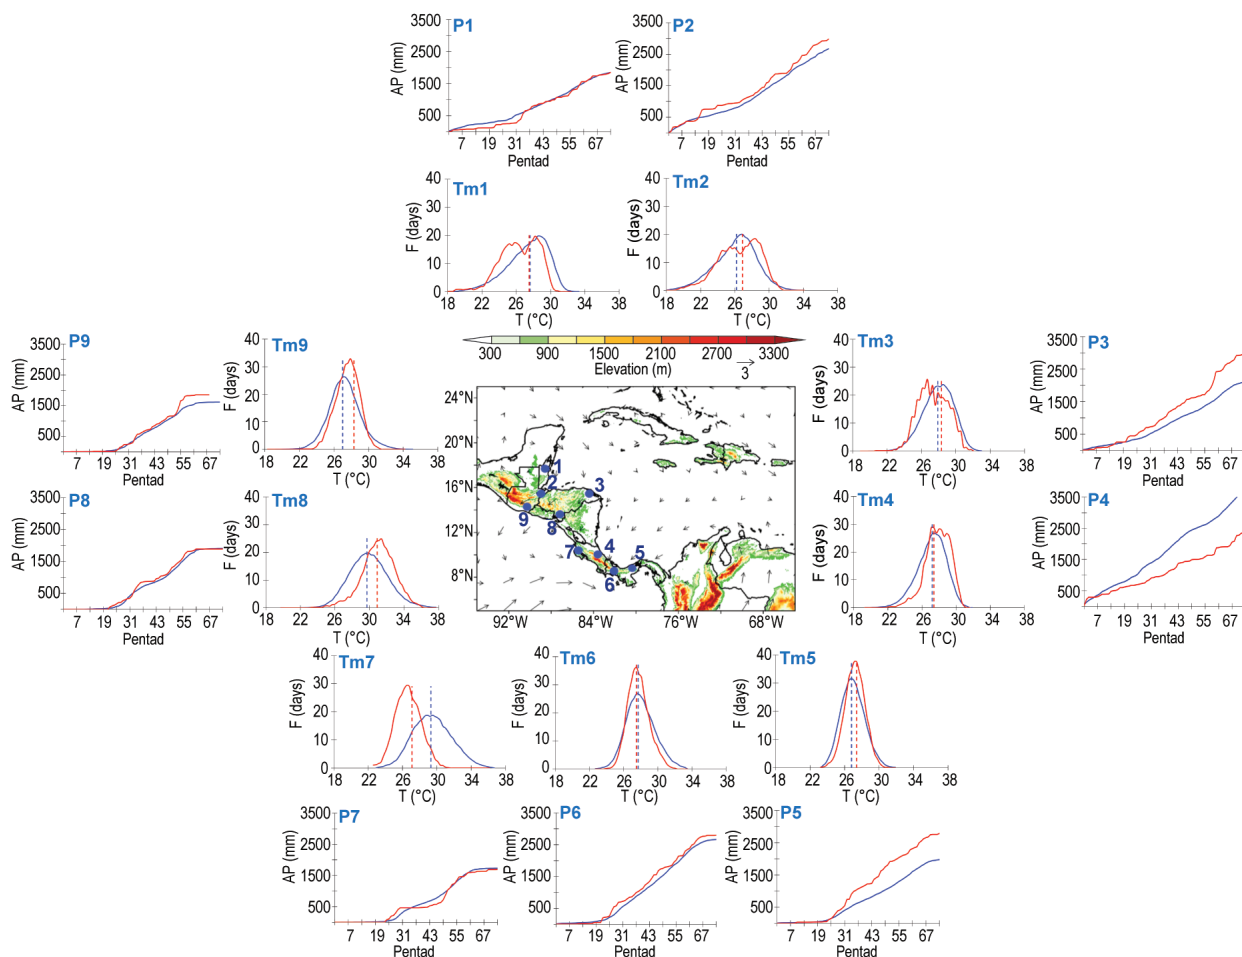 P1
3500
2500
1500
500
AP (mm)
7 19 31 43 55 67
Pentad
P2
3500
2500
1500
500
AP (mm)
7 19 31 43 55 67
Pentad
Tm1
40
30
20
10
0
F (days)
18 22 26 30 34 38
T (°C)
Tm2
40
30
20
10
0
F (days)
18 22 26 30 34 38
T (°C)
P9
3500
2500
1500
500
AP (mm)
7 19 31 43 55 67
Pentad
Tm9
40
30
20
10
0
F (days)
18 22 26 30 34 38
T (°C)
300 900 1500 2100 2700 3300
Elevation (m)
3
24°N
20°N
16°N
12°N
8°N
92°W 84°W 76°W 68°W
1
2
3
9
8
7
4
5
6
Tm3
40
30
20
10
0
F (days)
18 22 26 30 34 38
T (°C)
P3
3500
2500
1500
500
AP (mm)
7 19 31 43 55 67
Pentad
P8
3500
2500
1500
500
AP (mm)
7 19 31 43 55 67
Pentad
Tm8
40
30
20
10
0
F (days)
18 22 26 30 34 38
T (°C)
Tm4
40
30
20
10
0
F (days)
18 22 26 30 34 38
T (°C)
P4
3500
2500
1500
500
AP (mm)
7 19 31 43 55 67
Pentad
Tm7
40
30
20
10
0
F (days)
18 22 26 30 34 38
T (°C)
Tm6
40
30
20
10
0
F (days)
18 22 26 30 34 38
T (°C)
Tm5
40
30
20
10
0
F (days)
18 22 26 30 34 38
T (°C)
P7
3500
2500
1500
500
AP (mm)
7 19 31 43 55 67
Pentad
P6
3500
2500
1500
500
AP (mm)
7 19 31 43 55 67
Pentad
P5
3500
2500
1500
500
AP (mm)
7 19 31 43 55 67
Pentad